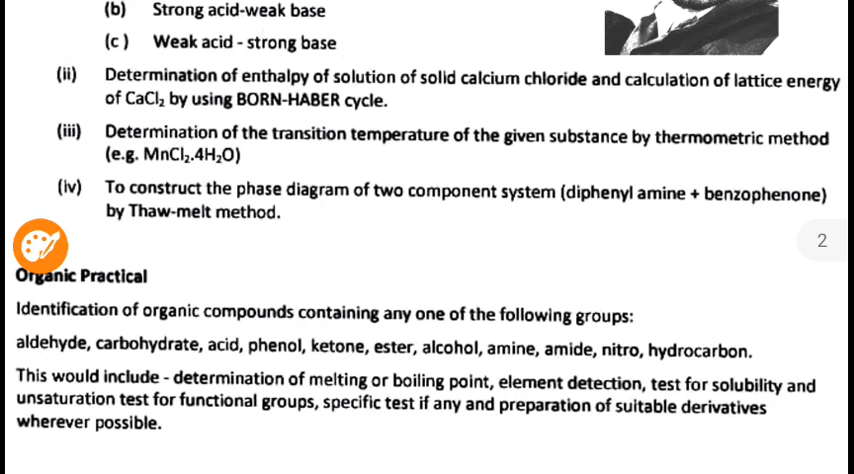 (b) Strong acid-weak base
(c) Weak acid - strong base
(ii) Determination of enthalpy of solution of solid calcium chloride and calculation of lattice energy
of CaCl₂ by using BORN-HABER cycle.
(iii) Determination of the transition temperature of the given substance by thermometric method
(e.g. MnCl₂.4H₂O)
(iv) To construct the phase diagram of two component system (diphenyl amine + benzophenone)
by Thaw-melt method.
2
Organic Practical
Identification of organic compounds containing any one of the following groups:
aldehyde, carbohydrate, acid, phenol, ketone, ester, alcohol, amine, amide, nitro, hydrocarbon.
This would include - determination of melting or boiling point, element detection, test for solubility and
unsaturation test for functional groups, specific test if any and preparation of suitable derivatives
wherever possible.